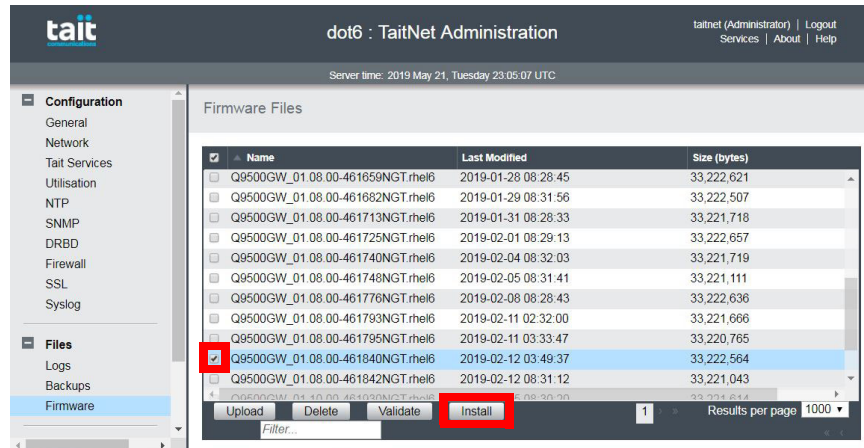 tait
communications
dot6 : TaitNet Administration
taitnet (Administrator) | Logout
Services | About | Help
Server time: 2019 May 21, Tuesday 23:05:07 UTC
Configuration
General
Network
Tait Services
Utilisation
NTP
SNMP
DRBD
Firewall
SSL
Syslog
Files
Logs
Backups
Firmware
Firmware Files
Name Last Modified Size (bytes)
Q9500GW_01.08.00-461659NGT.rhel6 2019-01-28 08:28:45 33,222,621
Q9500GW_01.08.00-461682NGT.rhel6 2019-01-29 08:31:56 33,222,507
Q9500GW_01.08.00-461713NGT.rhel6 2019-01-31 08:28:33 33,221,718
Q9500GW_01.08.00-461725NGT.rhel6 2019-02-01 08:29:13 33,222,657
Q9500GW_01.08.00-461740NGT.rhel6 2019-02-04 08:32:03 33,221,719
Q9500GW_01.08.00-461748NGT.rhel6 2019-02-05 08:31:41 33,221,111
Q9500GW_01.08.00-461776NGT.rhel6 2019-02-08 08:28:43 33,222,636
Q9500GW_01.08.00-461793NGT.rhel6 2019-02-11 02:32:00 33,221,666
Q9500GW_01.08.00-461795NGT.rhel6 2019-02-11 03:33:47 33,220,765
Q9500GW_01.08.00-461840NGT.rhel6 2019-02-12 03:49:37 33,222,564
Q9500GW_01.08.00-461842NGT.rhel6 2019-02-12 08:31:12 33,221,043
Upload Delete Validate Install 1 Results per page 1000
Filter...